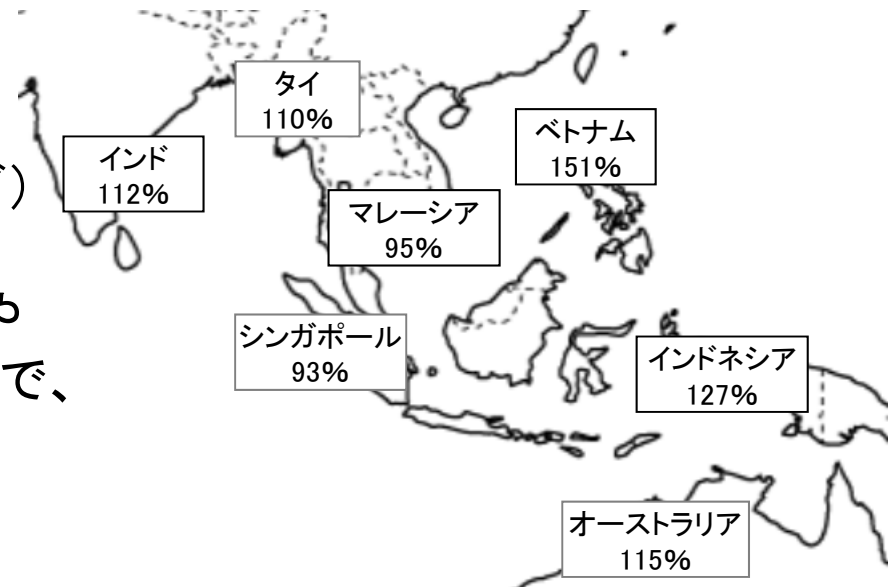 タイ
110%
ベトナム
151%
インド
112%
ド）
マレーシア
95%
も
シンガポール
93%
で、
インドネシア
127%
オーストラリア
115%